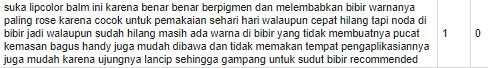 suka lipcolor balm ini karena benar benar berpigmen dan melembabkan bibir warnanya
paling rose karena cocok untuk pemakaian sehari hari walaupun cepat hilang tapi noda di
bibir jadi walaupun sudah hilang masih ada warna di bibir yang tidak membuatnya pucat 1 0
kemasan bagus handy juga mudah dibawa dan tidak memakan tempat pengaplikasiannya
juga mudah karena ujungnya lancip sehingga gampang untuk sudut bibir recommended